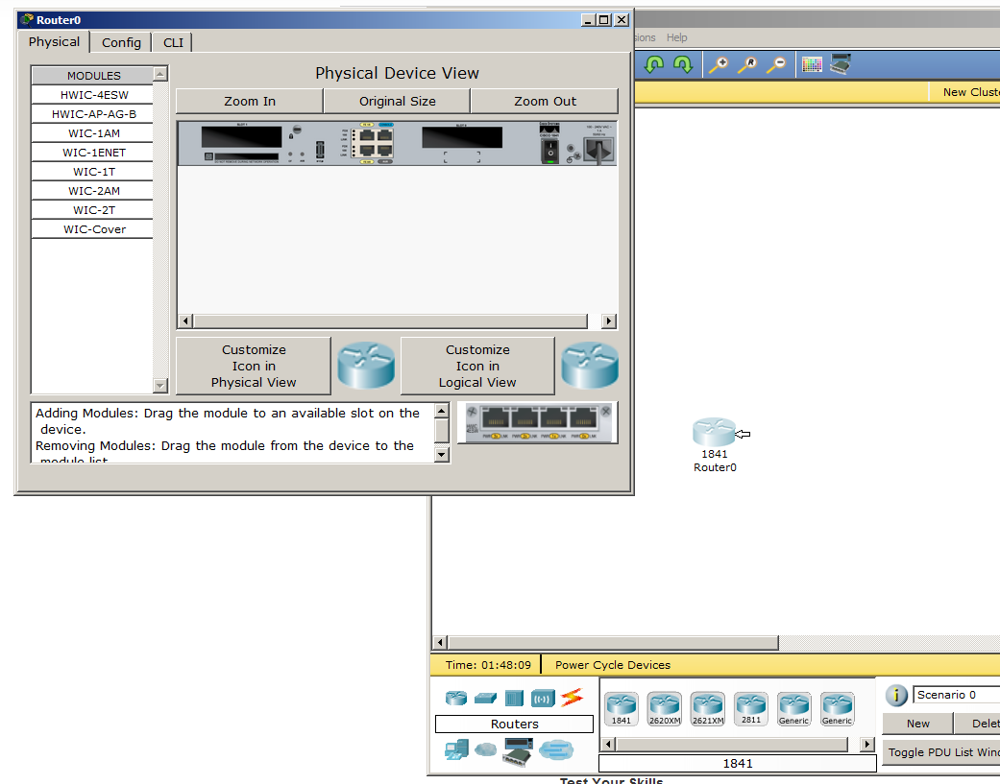 Router0
Physical
Config
CLI
MODULES
HWIC-4ESW
HWIC-AP-AG-B
WIC-1AM
WIC-1ENET
WIC-1T
WIC-2AM
WIC-2T
WIC-Cover
Physical Device View
Zoom In
Original Size
Zoom Out
SLOT 1
SLOT 0
Customize
Icon in
Physical View
Customize
Icon in
Logical View
Adding Modules: Drag the module to an available slot on the
device.
Removing Modules: Drag the module from the device to the
module list
sions Help
New Cluste
1841
Router0
Time: 01:48:09
Power Cycle Devices
Routers
1841
2620XM
2621XM
2811
Generic
Generic
1841
Scenario 0
New
Delet
Toggle PDU List Wind
Test Your Skills